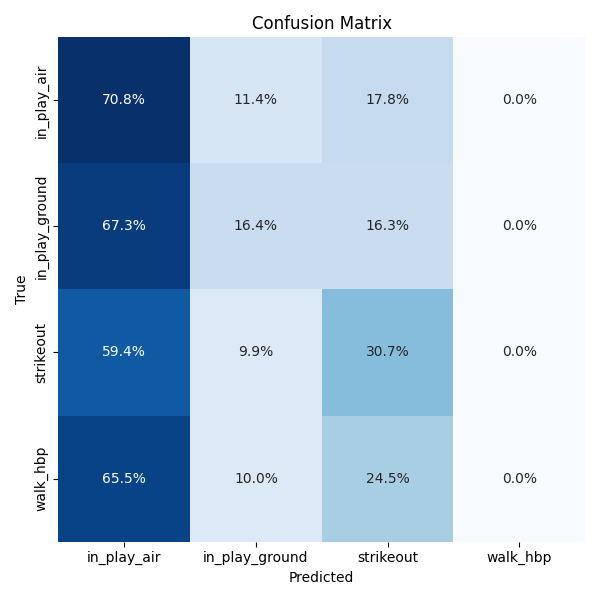 Confusion Matrix
True
in_play_air 70.8% 11.4% 17.8% 0.0%
in_play_ground 67.3% 16.4% 16.3% 0.0%
strikeout 59.4% 9.9% 30.7% 0.0%
walk_hbp 65.5% 10.0% 24.5% 0.0%
in_play_air in_play_ground strikeout walk_hbp
Predicted